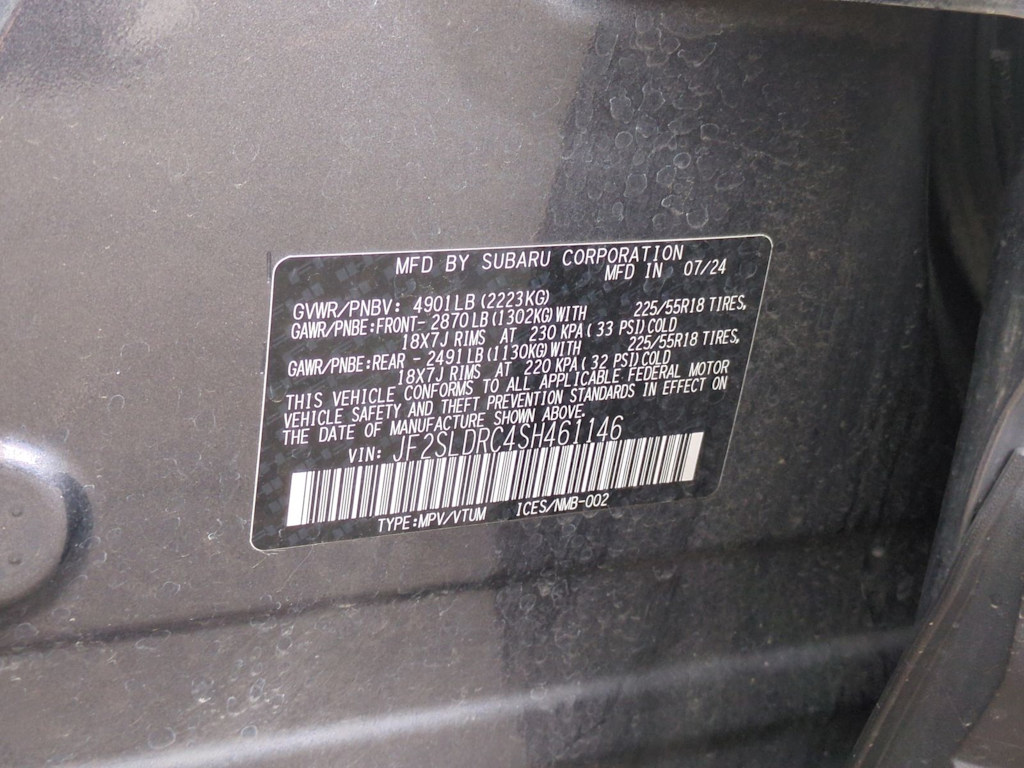 MFD BY SUBARU CORPORATION
MFD IN 07/24
GVWR/PNBV: 4901LB(2223KG)
GAWR/PNBE:FRONT- 2870LB(1302KG)WITH 225/55R18 TIRES,
18X7J RIMS AT 230 KPA(33 PSI)COLD
GAWR/PNBE:REAR - 2491LB(1130KG)WITH 225/55R18 TIRES,
18X7J RIMS AT 220 KPA(32 PSI)COLD
THIS VEHICLE CONFORMS TO ALL APPLICABLE FEDERAL MOTOR
VEHICLE SAFETY AND THEFT PREVENTION STANDARDS IN EFFECT ON
THE DATE OF MANUFACTURE SHOWN ABOVE.
VIN: JF2SLDRC4SH461146
TYPE:MPV/VTUM ICES/NMB-002